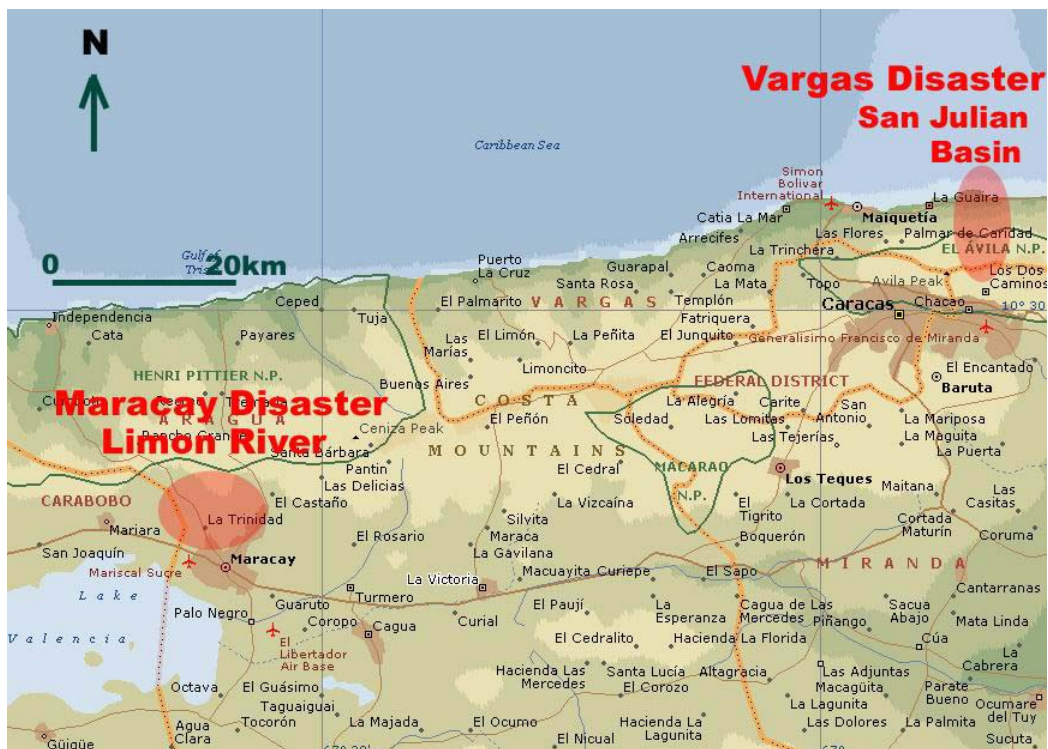 N
Vargas Disaster
San Julian
Basin
Caribbean Sea
Simon
Bolivar
International
La Guaira
Catia La Mar
Maiquetía
Arrecifes
Las Flores
Palmar de Caridad
La Trinchera
EL ÁVILA N.P.
Gulf of
0
20km
Puerto
La Cruz
Guarapal
Caoma
Santa Rosa
La Mata
Topo
Avila Peak
Los Dos
Caminos
Ceped
El Palmarito
VARGAS
Templón
Caracas
Chacao
10° 30
Independencia
Tuja
Fatriquera
Cata
Payares
Las
Marías
El Limón
La Peñita
El Junquito
Generalisimo Francisco de Miranda
Limoncito
El Encantado
HENRI PITTIER N.P.
Buenos Aires
FEDERAL DISTRICT
Baruta
Maracay Disaster
Limon River
ARAGUA
COSTA
La Alegría
Carite
San
Antonio
Ceniza Peak
El Peñón
Soledad
Las Lomitas
La Mariposa
Santa Bárbara
MOUNTAINS
Las Tejerías
La Maguita
Pantin
El Cedral
MACARAO
N.P.
La Puerta
Las Delicias
Los Teques
CARABOBO
El Castaño
La Vizcaína
El
Tigrito
La Cortada
Maitana
Las
Casitas
Mariara
La Trinidad
Silvita
Cortada
Maturín
San Joaquín
El Rosario
Maraca
Boquerón
Coruma
Maracay
La Gavilana
Mariscal Sucre
La Victoria
Macuayita
Curiepe
El Sapo
MIRANDA
Lake
Valencia
Turmero
Cantarranas
Palo Negro
Guaruto
El Paují
La
Esperanza
Cagua de Las
Mercedes
Sacua
Abajo
Coropo
Cagua
Curial
Piñango
Mata Linda
El
Libertador
Air Base
El Cedralito
Hacienda La Florida
Cúa
La
Cabrera
Hacienda Las
Mercedes
Santa Lucía
Altagracia
Las Adjuntas
Octava
El Guásimo
El Corozo
Macagüita
Parate
Bueno
Taguaiguai
La Lagunita
Ocumare
del Tuy
Agua
Clara
Tocorón
La Majada
El Ocumo
Hacienda La
Lagunita
Las Dolores
La Palmita
Güigüe
El Nicual
67°
Sucuta